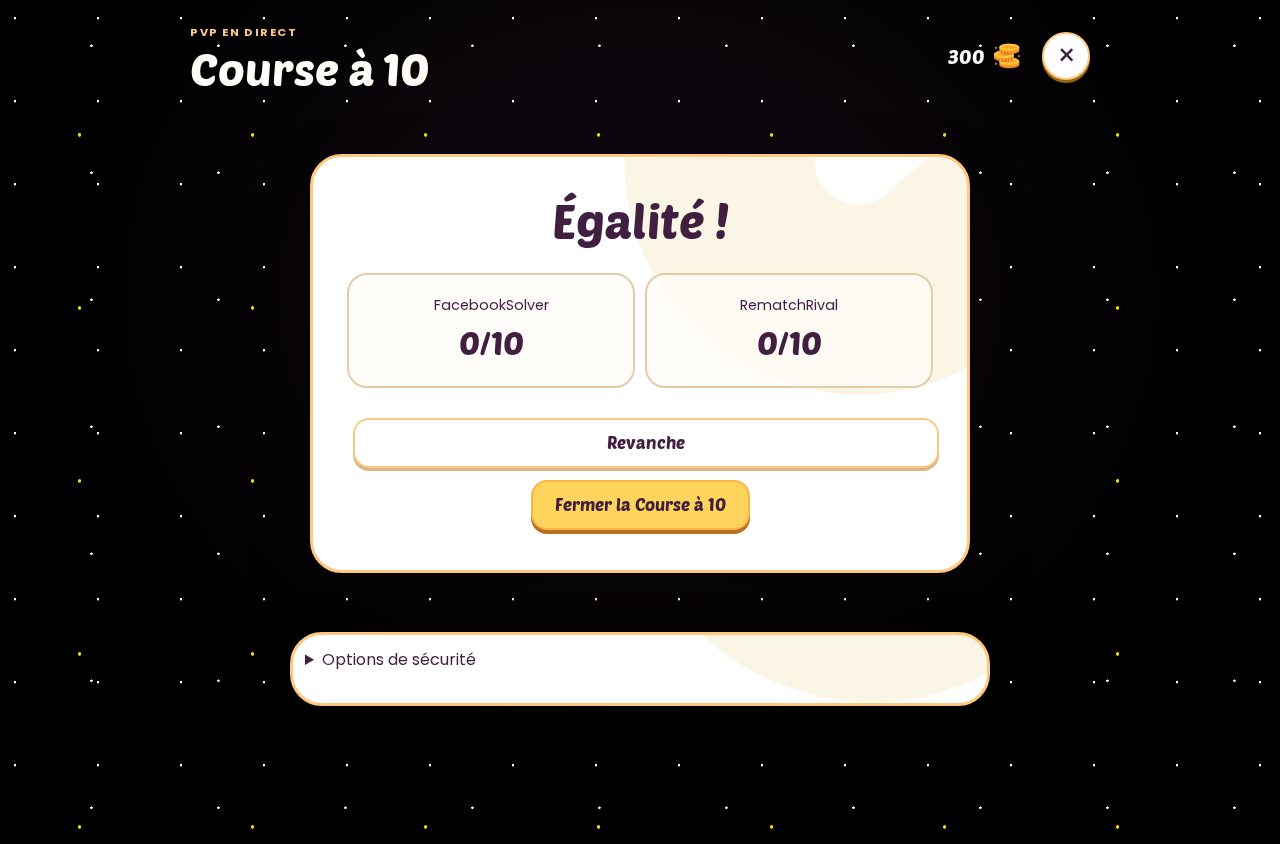 PVP EN DIRECT
Course à 10
300
×
Égalité !
FacebookSolver
0/10
RematchRival
0/10
Revanche
Fermer la Course à 10
Options de sécurité